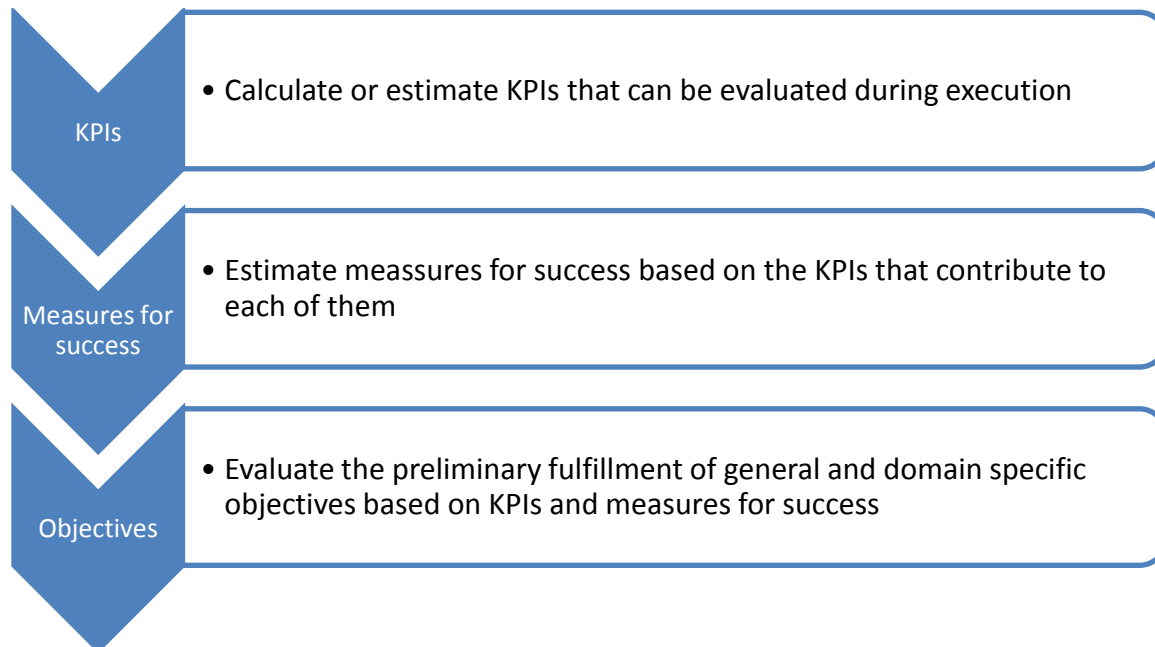 KPIs
• Calculate or estimate KPIs that can be evaluated during execution
Measures for
success
• Estimate meassures for success based on the KPIs that contribute to
each of them
Objectives
• Evaluate the preliminary fulfillment of general and domain specific
objectives based on KPIs and measures for success